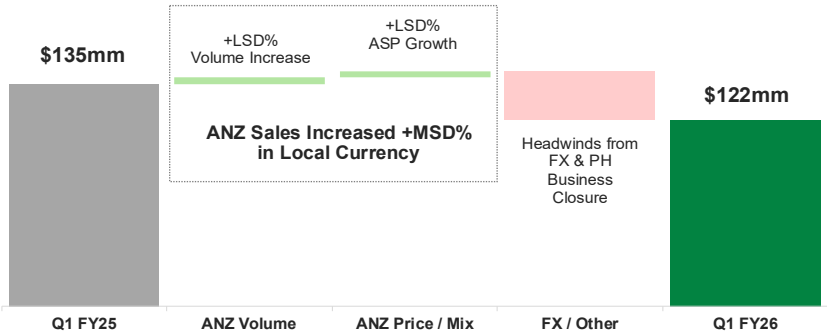 $135mm
+LSD%
Volume Increase
+LSD%
ASP Growth
ANZ Sales Increased +MSD%
in Local Currency
Headwinds from
FX & PH
Business
Closure
$122mm
Q1 FY25
ANZ Volume
ANZ Price / Mix
FX / Other
Q1 FY26